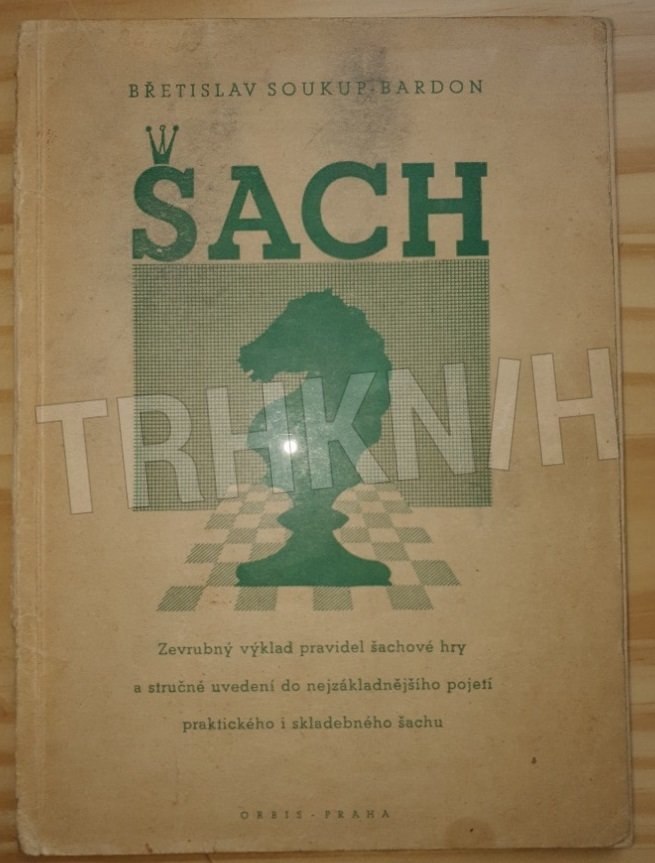 BŘETISLAV SOUKUP-BARDON
ŠACH
TRHKNIH
Zevrubný výklad pravidel šachové hry
a stručné uvedení do nejzákladnějšího pojetí
praktického i skladebného šachu
ORBIS - PRAHA